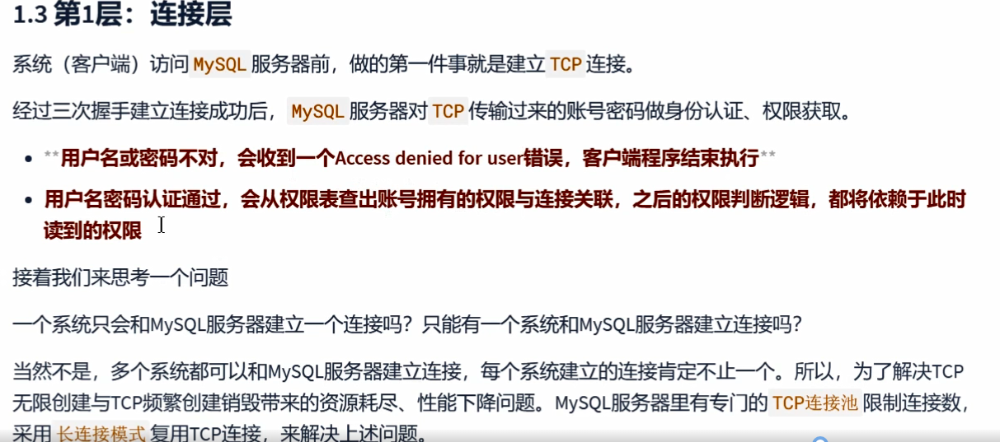 1.3 第1层：连接层
系统（客户端）访问 MySQL 服务器前，做的第一件事就是建立 TCP 连接。
经过三次握手建立连接成功后， MySQL 服务器对 TCP 传输过来的账号密码做身份认证、权限获取。
• **用户名或密码不对，会收到一个Access denied for user错误，客户端程序结束执行**
• 用户名密码认证通过，会从权限表查出账号拥有的权限与连接关联，之后的权限判断逻辑，都将依赖于此时
读到的权限
接着我们来思考一个问题
一个系统只会和MySQL服务器建立一个连接吗？只能有一个系统和MySQL服务器建立连接吗？
当然不是，多个系统都可以和MySQL服务器建立连接，每个系统建立的连接肯定不止一个。所以，为了解决TCP
无限创建与TCP频繁创建销毁带来的资源耗尽、性能下降问题。MySQL服务器里有专门的 TCP连接池 限制连接数，
采用 长连接模式 复用TCP连接，来解决上述问题。